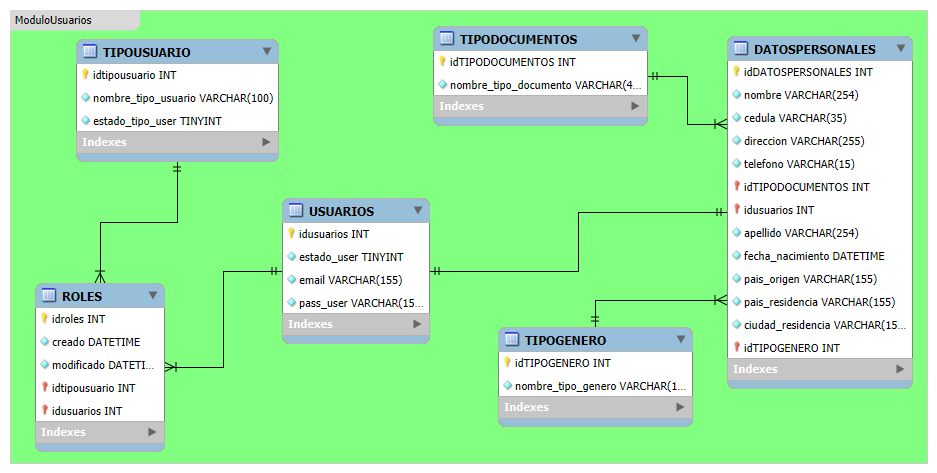 ModuloUsuarios
TIPOUSUARIO
idtipousuario INT
nombre_tipo_usuario VARCHAR(100)
estado_tipo_user TINYINT
Indexes
TIPODOCUMENTOS
idTIPODOCUMENTOS INT
nombre_tipo_documento VARCHAR(4...
Indexes
DATOSPERSONALES
idDATOSPERSONALES INT
nombre VARCHAR(254)
cedula VARCHAR(35)
direccion VARCHAR(255)
telefono VARCHAR(15)
idTIPODOCUMENTOS INT
idusuarios INT
apellido VARCHAR(254)
fecha_nacimiento DATETIME
pais_origen VARCHAR(155)
pais_residencia VARCHAR(155)
ciudad_residencia VARCHAR(15...
idTIPOGENERO INT
Indexes
USUARIOS
idusuarios INT
estado_user TINYINT
email VARCHAR(155)
pass_user VARCHAR(15...
Indexes
ROLES
idroles INT
creado DATETIME
modificado DATETI...
idtipousuario INT
idusuarios INT
Indexes
TIPOGENERO
idTIPOGENERO INT
nombre_tipo_genero VARCHAR(1...
Indexes